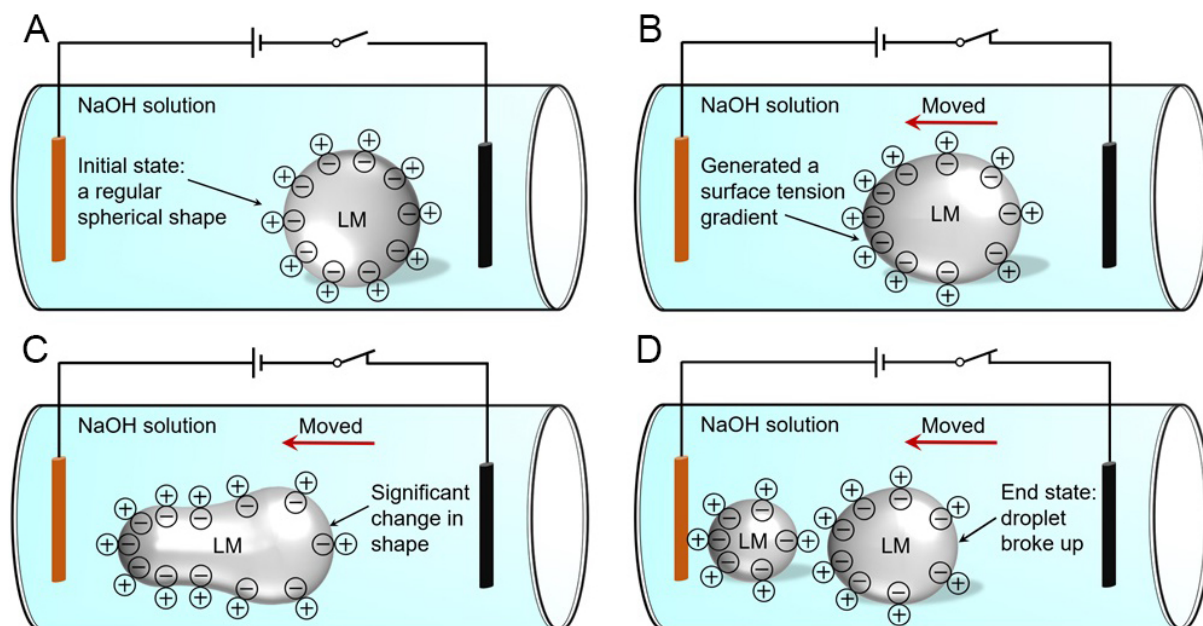 A
NaOH solution
Initial state:
a regular
spherical shape
LM
B
NaOH solution
Moved
Generated a
surface tension
gradient
LM
C
NaOH solution
Moved
Significant
change in
shape
LM
D
NaOH solution
Moved
End state:
droplet
broke up
LM
LM